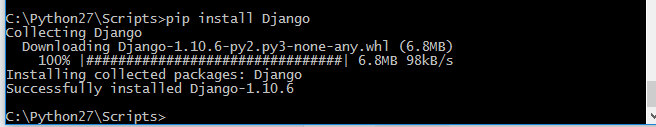 C:\Python27\Scripts>pip install Django
Collecting Django
  Downloading Django-1.10.6-py2.py3-none-any.whl (6.8MB)
    100% |################################| 6.8MB 98kB/s
Installing collected packages: Django
Successfully installed Django-1.10.6
C:\Python27\Scripts>